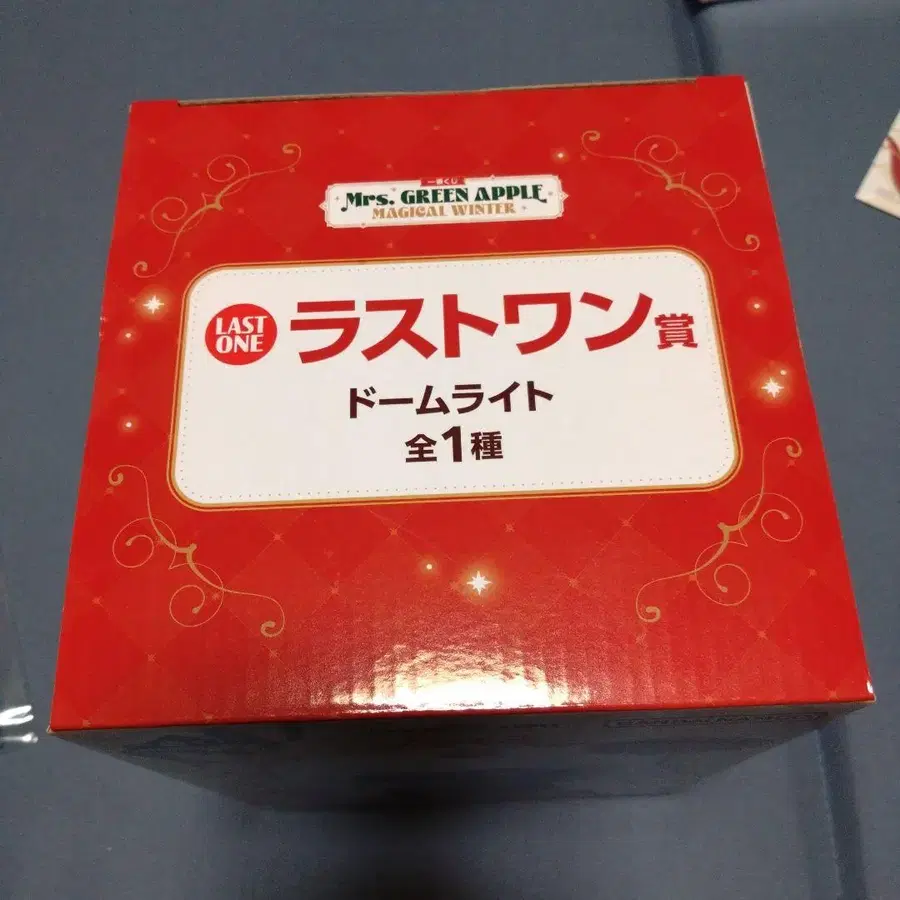 一番くじ
Mrs. GREEN APPLE
MAGICAL WINTER
LAST
ONE
ラストワン賞
ドームライト
全1種